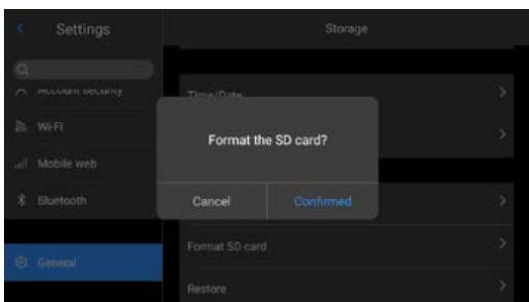 Settings
Storage
Account security
Time/Date
Wi-Fi
Format the SD card?
Mobile web
Bluetooth
Cancel
Confirmed
Format SD card
General
Restore